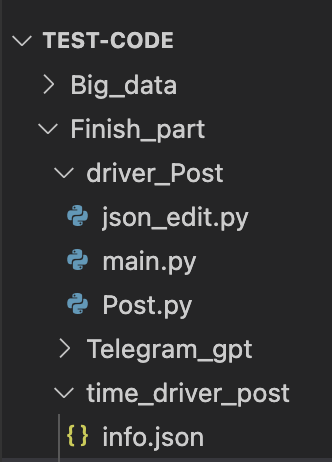 TEST-CODE
Big_data
Finish_part
driver_Post
json_edit.py
main.py
Post.py
Telegram_gpt
time_driver_post
{} info.json